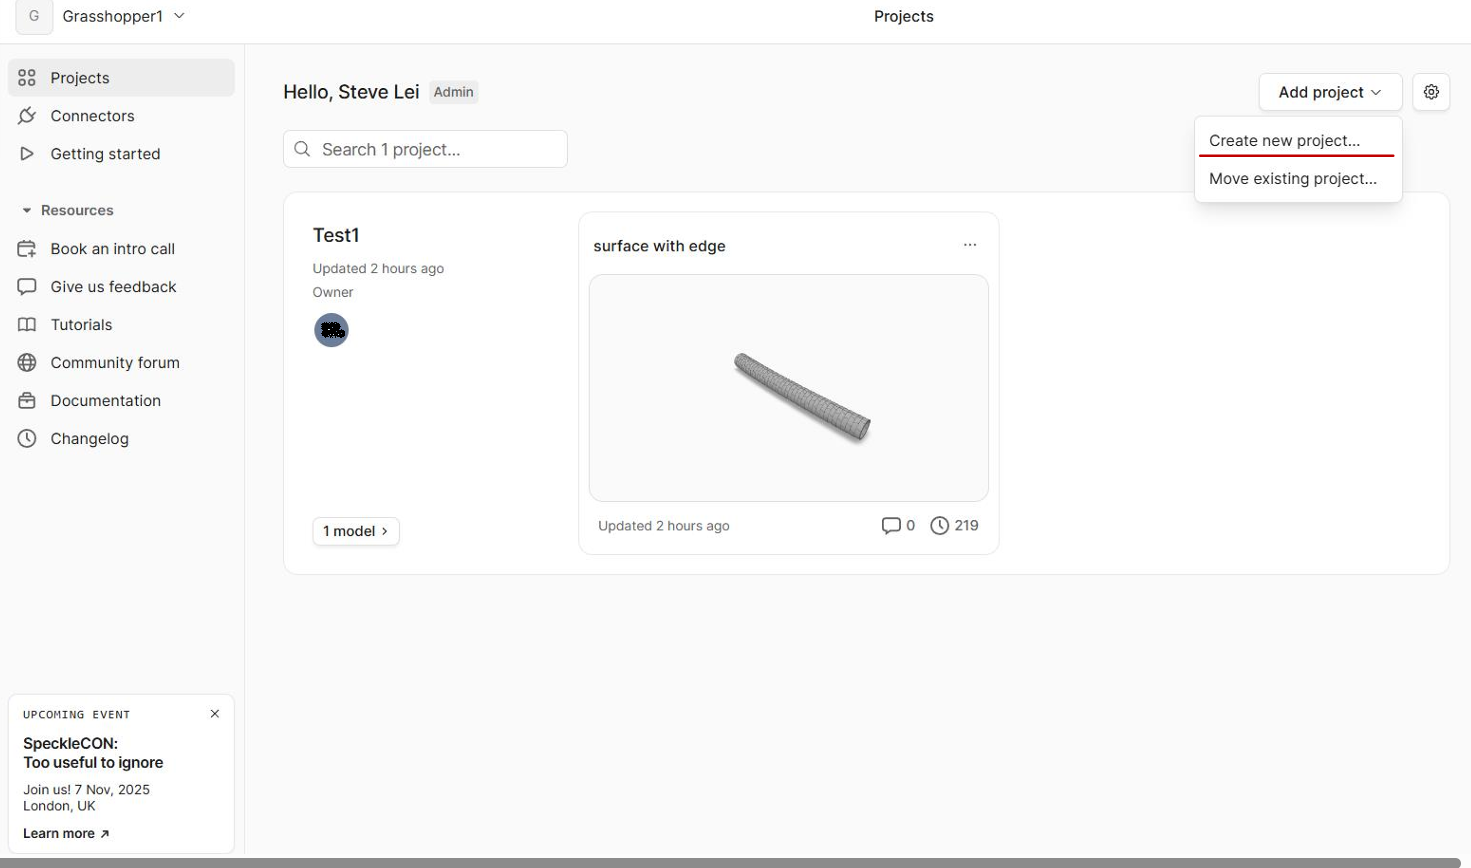 G Grasshopper1
Projects
Projects
Connectors
Getting started
Resources
Book an intro call
Give us feedback
Tutorials
Community forum
Documentation
Changelog
UPCOMING EVENT
SpeckleCON:
Too useful to ignore
Join us! 7 Nov, 2025
London, UK
Learn more
Hello, Steve Lei Admin
Add project
Create new project...
Move existing project...
Search 1 project...
Test1
Updated 2 hours ago
Owner
1 model
surface with edge
Updated 2 hours ago
0 219